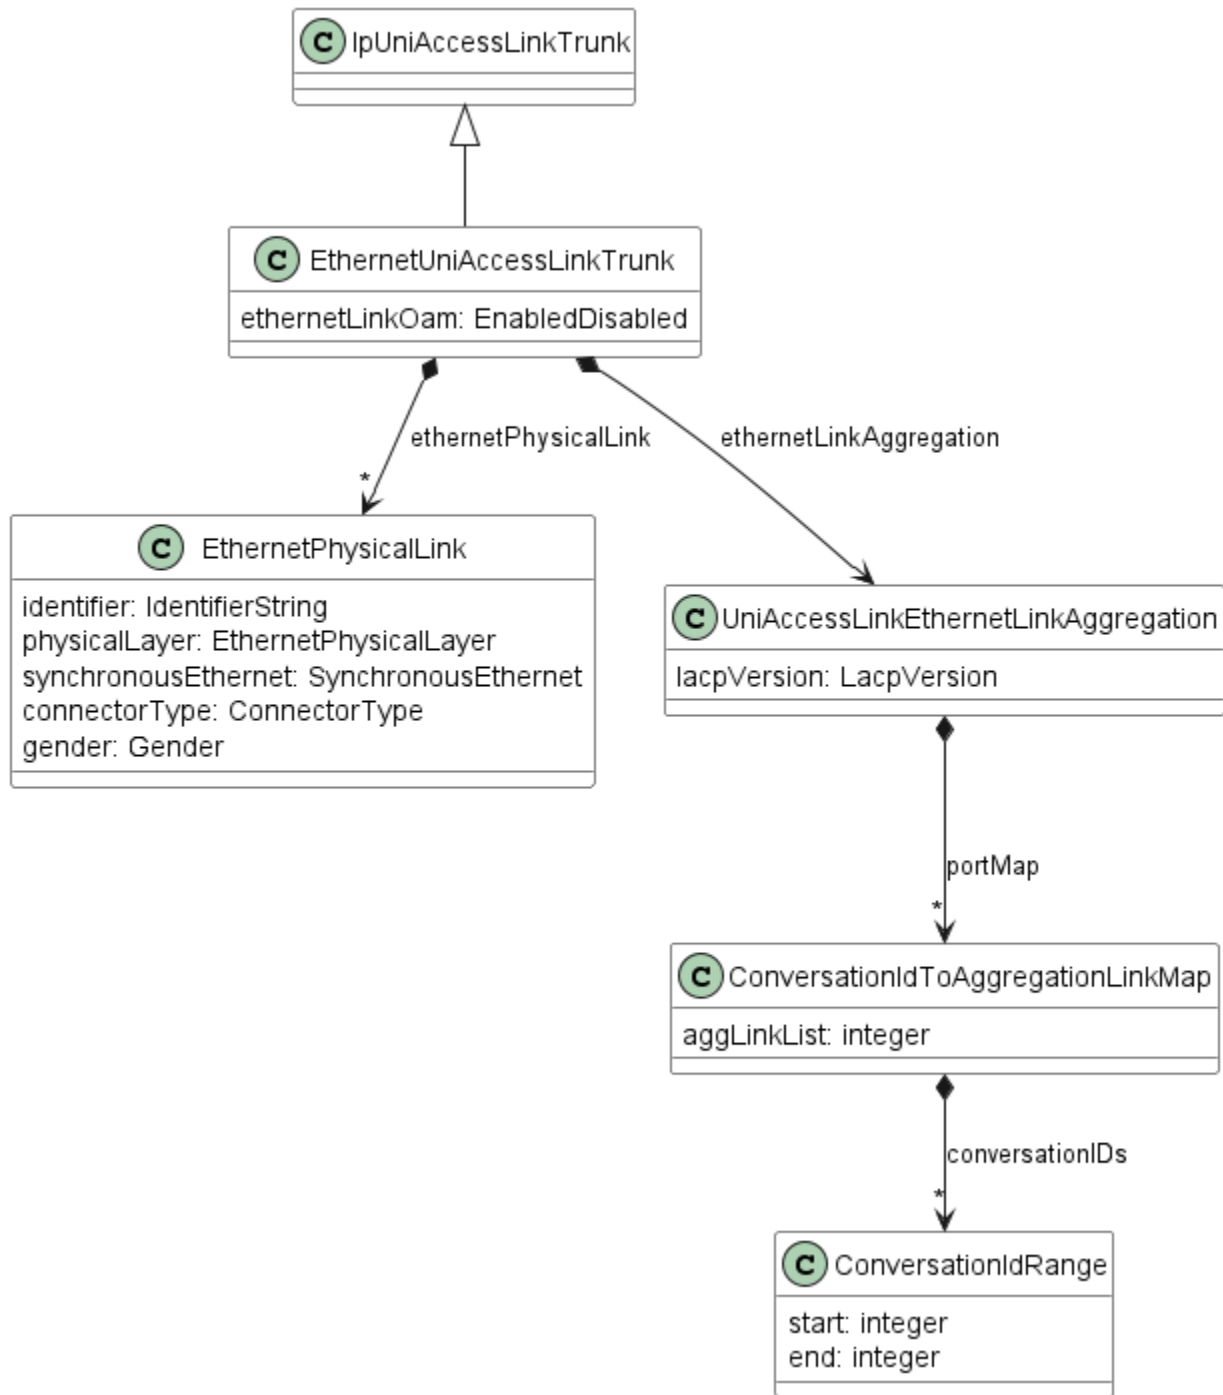 C IpUniAccessLinkTrunk
C EthernetUniAccessLinkTrunk
ethernetLinkOam: EnabledDisabled
ethernetPhysicalLink
ethernetLinkAggregation
*
C EthernetPhysicalLink
identifier: IdentifierString
physicalLayer: EthernetPhysicalLayer
synchronousEthernet: SynchronousEthernet
connectorType: ConnectorType
gender: Gender
C UniAccessLinkEthernetLinkAggregation
lacpVersion: LacpVersion
portMap
*
C ConversationIdToAggregationLinkMap
aggLinkList: integer
conversationIDs
*
C ConversationIdRange
start: integer
end: integer